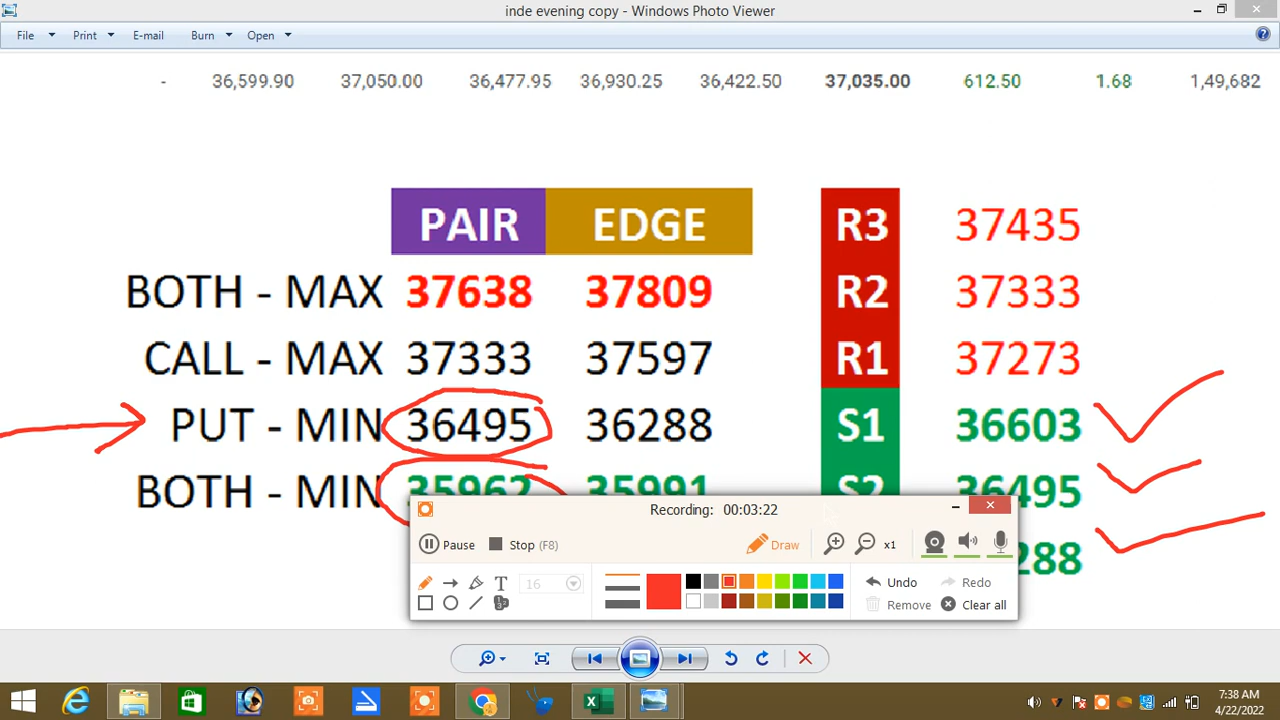 inde evening copy - Windows Photo Viewer
File Print E-mail Burn Open
- 36,599.90 37,050.00 36,477.95 36,930.25 36,422.50 37,035.00 612.50 1.68 1,49,682
PAIR EDGE R3 37435
BOTH - MAX 37638 37809 R2 37333
CALL - MAX 37333 37597 R1 37273
PUT - MIN 36495 36288 S1 36603
BOTH - MIN 35962 35991 S2 36495
288
Recording: 00:03:22
Pause Stop (F8) Draw x1
T 16 Undo Redo
Remove Clear all
7:38 AM
4/22/2022